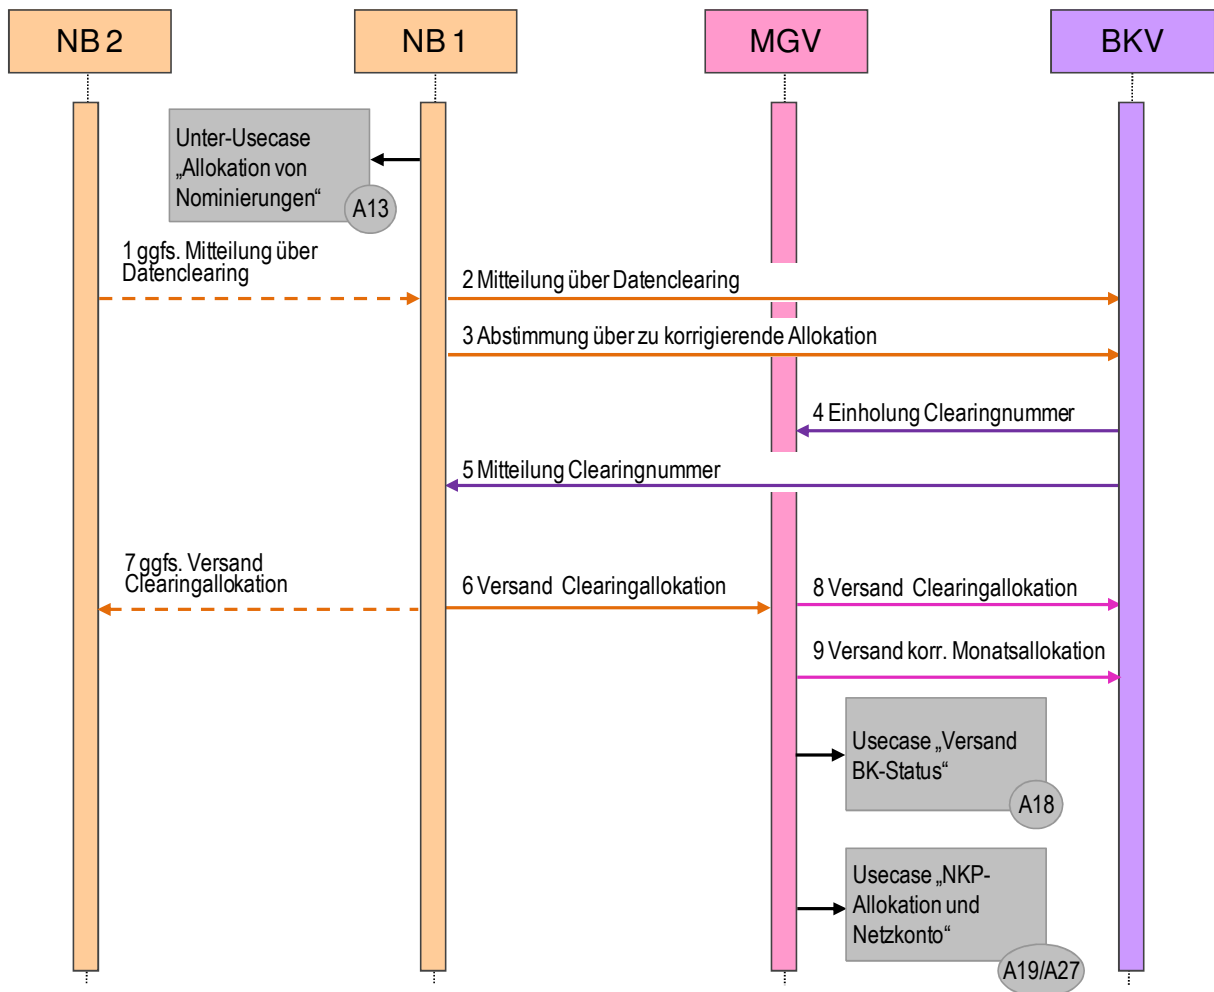 NB 2
NB 1
MGV
BKV
Unter-Usecase
„Allokation von
Nominierungen“
A13
1 ggfs. Mitteilung über
Datenclearing
2 Mitteilung über Datenclearing
3 Abstimmung über zu korrigierende Allokation
4 Einholung Clearingnummer
5 Mitteilung Clearingnummer
7 ggfs. Versand
Clearingallokation
6 Versand Clearingallokation
8 Versand Clearingallokation
9 Versand korr. Monatsallokation
Usecase „Versand
BK-Status“
A18
Usecase „NKP-
Allokation und
Netzkonto“
A19/A27